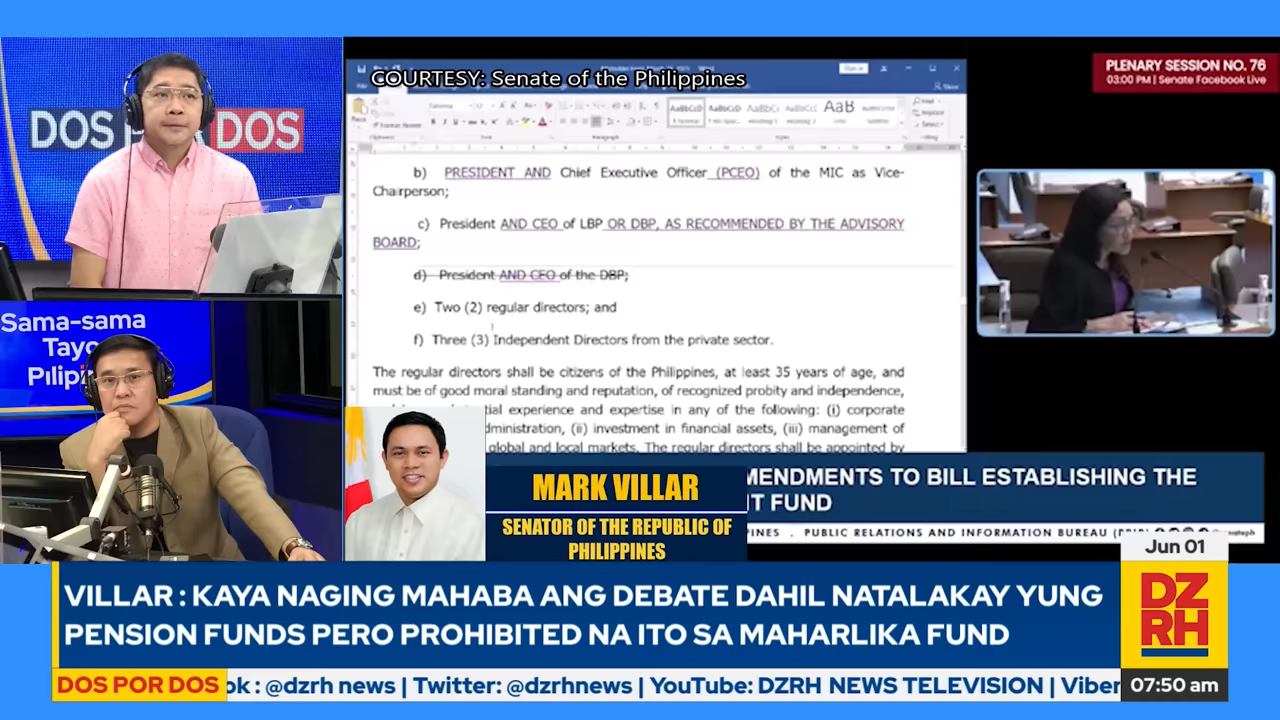 DOS POR DOS
COURTESY: Senate of the Philippines
PLENARY SESSION NO. 76
03:00 PM | Senate Facebook Live
AaBbCcD AaBbCcD AaBbC AaBbCcD AaB
b) PRESIDENT AND Chief Executive Officer (PCEO) of the MIC as Vice-
Chairperson;
c) President AND CEO of LBP OR DBP, AS RECOMMENDED BY THE ADVISORY
BOARD;
d) President AND CEO of the DBP;
e) Two (2) regular directors; and
f) Three (3) Independent Directors from the private sector.
The regular directors shall be citizens of the Philippines, at least 35 years of age, and
must be of good moral standing and reputation, of recognized probity and independence,
experience and expertise in any of the following: (i) corporate
(ii) investment in financial assets, (iii) management of
global and local markets. The regular directors shall be appointed by
Sama-sama
Tayo
MARK VILLAR
SENATOR OF THE REPUBLIC OF
PHILIPPINES
MENDMENTS TO BILL ESTABLISHING THE
T FUND
PINES . PUBLIC RELATIONS AND INFORMATION BUREAU
Jun 01
DZ
RH
VILLAR : KAYA NAGING MAHABA ANG DEBATE DAHIL NATALAKAY YUNG
PENSION FUNDS PERO PROHIBITED NA ITO SA MAHARLIKA FUND
DOS POR DOS ok : @dzrh news | Twitter: @dzrhnews | YouTube: DZRH NEWS TELEVISION | Viber
07:50 am